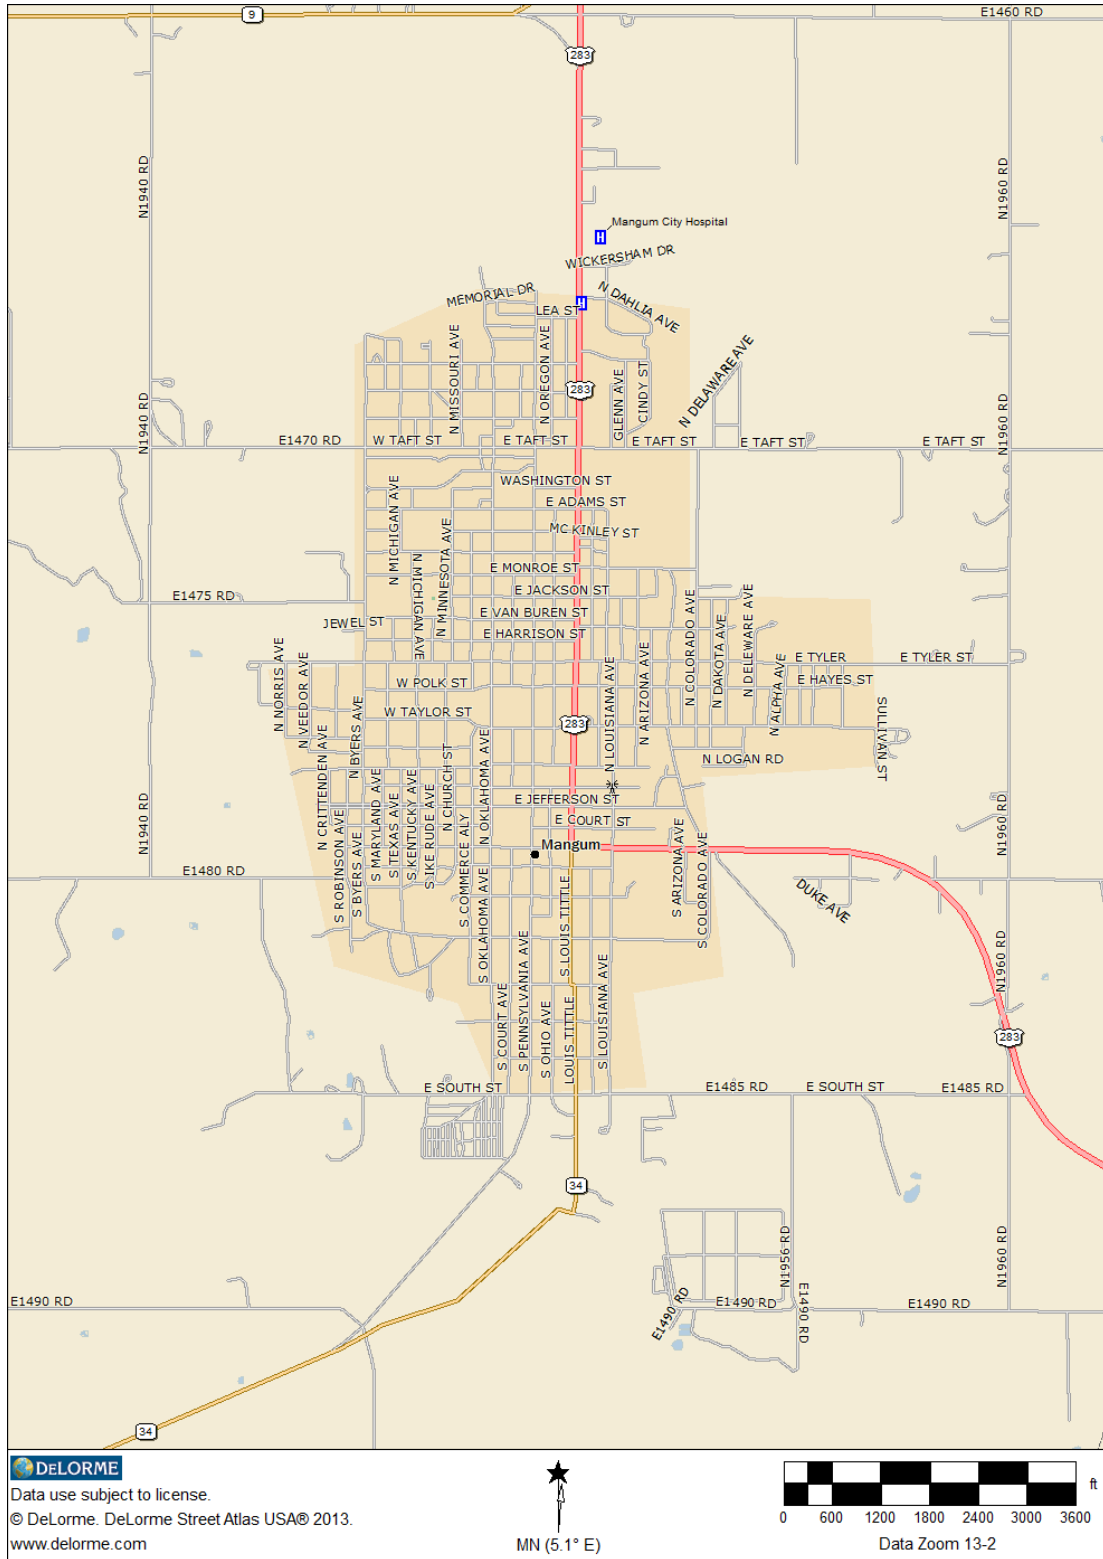 9
E1460 RD
283
N1940 RD
N1960 RD
Mangum City Hospital
H
WICKERSHAM DR
MEMORIAL DR
H
N DAHLIA AVE
LEA ST
N MISSOURI AVE
N OREGON AVE
283
GLENN AVE
CINDY ST
N DELAWARE AVE
N1940 RD
N1960 RD
E1470 RD
W TAFT ST
E TAFT ST
E TAFT ST
E TAFT ST
E TAFT ST
WASHINGTON ST
N MICHIGAN AVE
E ADAMS ST
MC KINLEY ST
N MINNESOTA AVE
N MICHIGAN AVE
E MONROE ST
E JACKSON ST
E1475 RD
E VAN BUREN ST
JEWEL ST
E HARRISON ST
N COLORADO AVE
N DAKOTA AVE
N DELEWARE AVE
N NORRIS AVE
N VEEDOR AVE
N LOUISIANA AVE
N ARIZONA AVE
E TYLER
E TYLER ST
W POLK ST
E HAYES ST
N ALPHA AVE
W TAYLOR ST
SULLIVAN ST
283
N CRITTENDEN AVE
N BYERS AVE
N CHURCH ST
N OKLAHOMA AVE
N LOGAN RD
S MARYLAND AVE
S TEXAS AVE
S KENTUCKY AVE
S IKE RUDE AVE
E JEFFERSON ST
N1940 RD
N1960 RD
S ROBINSON AVE
S BYERS AVE
S COMMERCE ALY
E COURT ST
Mangum
S ARIZONA AVE
S COLORADO AVE
E1480 RD
DUKE AVE
S OKLAHOMA AVE
S LOUIS TITTLE
S PENNSYLVANIA AVE
N1960 RD
S COURT AVE
S OHIO AVE
LOUIS TITTLE
S LOUISIANA AVE
283
E SOUTH ST
E1485 RD
E SOUTH ST
E1485 RD
34
N1956 RD
N1960 RD
E1490 RD
E1490 RD
E1490 RD
E1490 RD
E1490 RD
34
DELORME
Data use subject to license.
© DeLorme. DeLorme Street Atlas USA® 2013.
www.delorme.com
MN (5.1° E)
ft
0 600 1200 1800 2400 3000 3600
Data Zoom 13-2